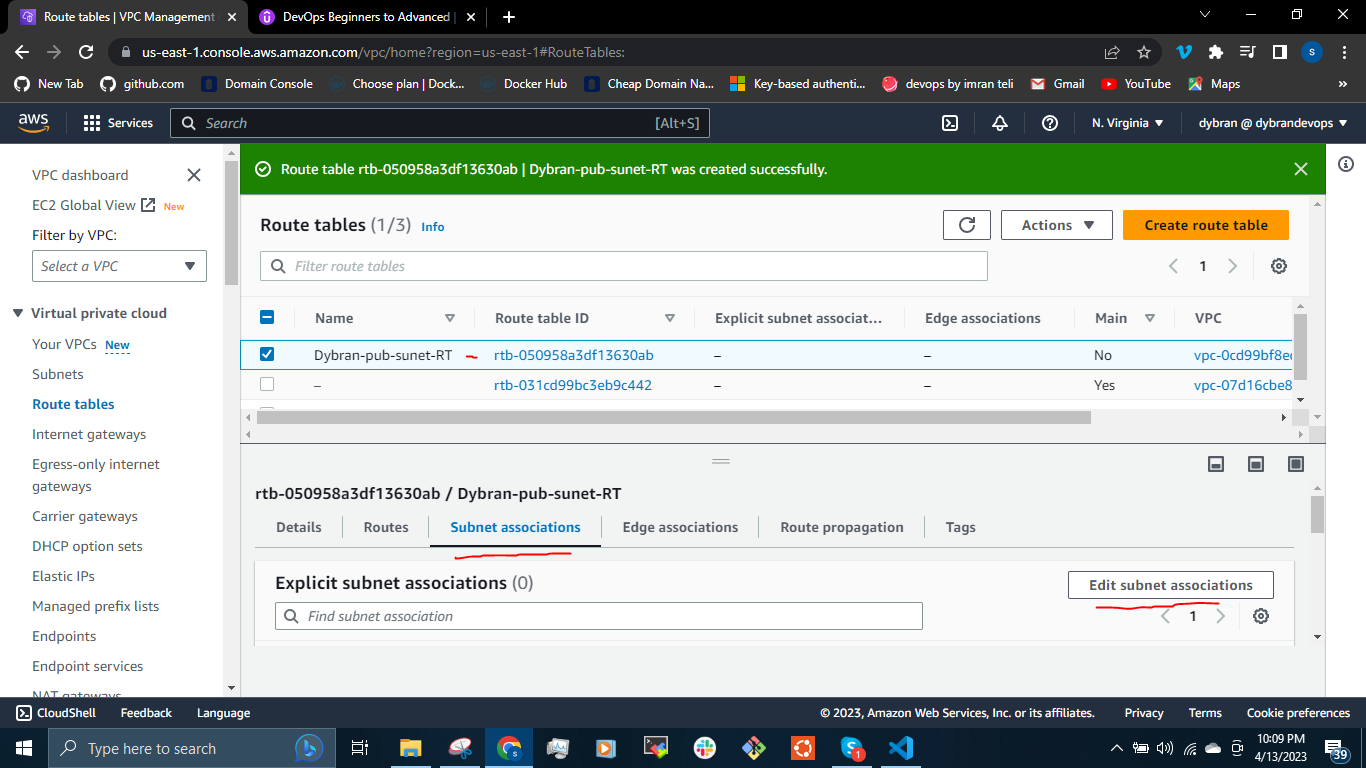 Route tables | VPC Management
DevOps Beginners to Advanced |
us-east-1.console.aws.amazon.com/vpc/home?region=us-east-1#RouteTables:
S
New Tab
github.com
Domain Console
Choose plan | Dock...
Docker Hub
Cheap Domain Na...
Key-based authenti...
devops by imran teli
Gmail
YouTube
Maps
»
aws
Services
Search
[Alt+S]
N. Virginia
dybran @ dybrandevops
VPC dashboard
EC2 Global View
New
Filter by VPC:
Select a VPC
Virtual private cloud
Your VPCs New
Subnets
Route tables
Internet gateways
Egress-only internet
gateways
Carrier gateways
DHCP option sets
Elastic IPs
Managed prefix lists
Endpoints
Endpoint services
NAT gateways
Route table rtb-050958a3df13630ab | Dybran-pub-sunet-RT was created successfully.
Route tables (1/3) Info
Actions
Create route table
Filter route tables
1
Name
Route table ID
Explicit subnet associat...
Edge associations
Main
VPC
Dybran-pub-sunet-RT
rtb-050958a3df13630ab
–
–
No
vpc-0cd99bf8ec
–
rtb-031cd99bc3eb9c442
–
–
Yes
vpc-07d16cbe8
rtb-050958a3df13630ab / Dybran-pub-sunet-RT
Details
Routes
Subnet associations
Edge associations
Route propagation
Tags
Explicit subnet associations (0)
Edit subnet associations
Find subnet association
1
CloudShell
Feedback
Language
© 2023, Amazon Web Services, Inc. or its affiliates.
Privacy
Terms
Cookie preferences
Type here to search
1
10:09 PM
4/13/2023
39